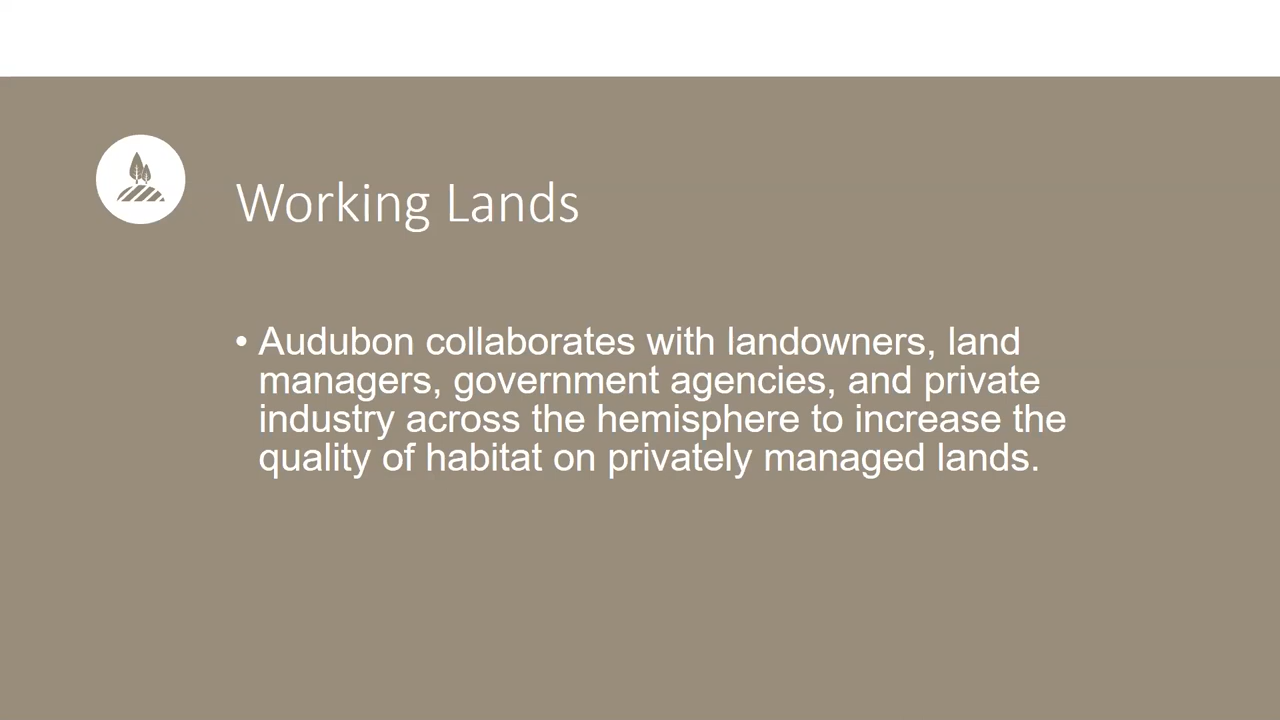 Working Lands
• Audubon collaborates with landowners, land
managers, government agencies, and private
industry across the hemisphere to increase the
quality of habitat on privately managed lands.